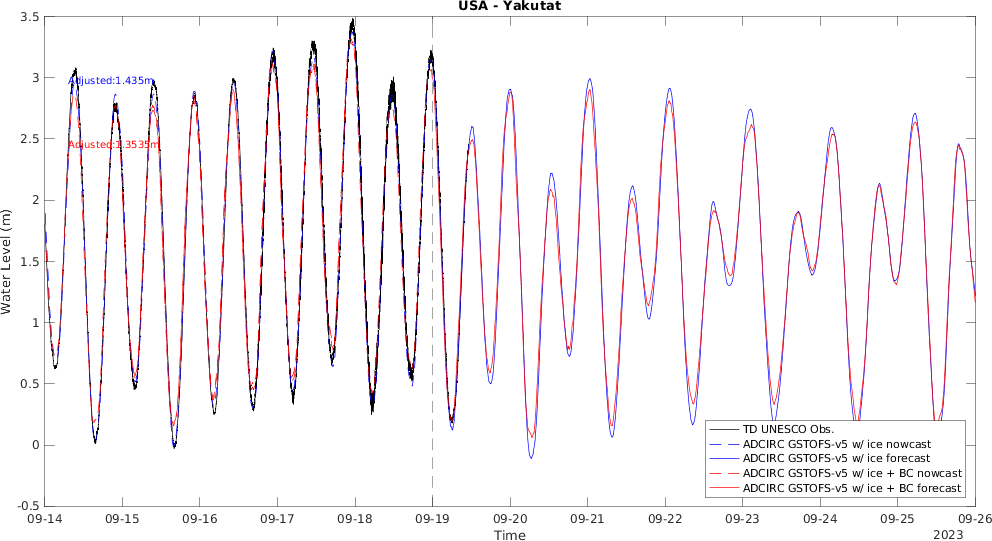 USA - Yakutat
3.5
3
2.5
2
1.5
1
0.5
0
-0.5
Water Level (m)
Adjusted:1.435m
Adjusted:1.3535m
TD UNESCO Obs.
ADCIRC GSTOFS-v5 w/ ice nowcast
ADCIRC GSTOFS-v5 w/ ice forecast
ADCIRC GSTOFS-v5 w/ ice + BC nowcast
ADCIRC GSTOFS-v5 w/ ice + BC forecast
09-14 09-15 09-16 09-17 09-18 09-19 09-20 09-21 09-22 09-23 09-24 09-25 09-26
Time
2023